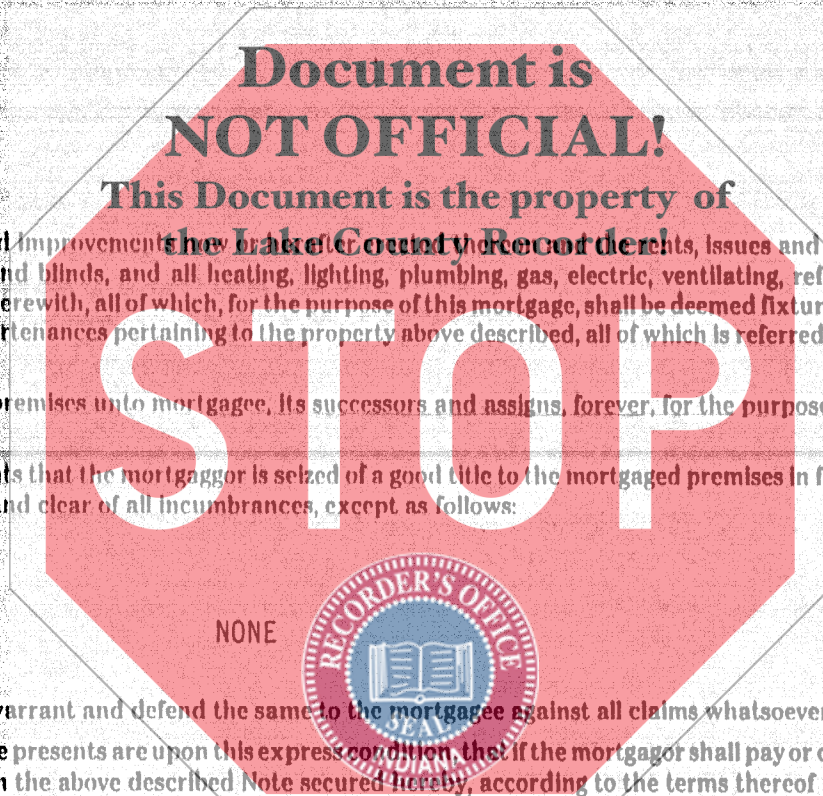 Document is
NOT OFFICIAL!
This Document is the property of
the Lake County Recorder!
Improvements now or hereafter erected thereon and the rents, issues and
nd blinds, and all heating, lighting, plumbing, gas, electric, ventilating, ref
erewith, all of which, for the purpose of this mortgage, shall be deemed fixtur
rtenances pertaining to the property above described, all of which is referred
STOP
remises unto mortgagee, its successors and assigns, forever, for the purpose
ts that the mortgaggor is seized of a good title to the mortgaged premises in f
nd clear of all incumbrances, except as follows:
RECORDER'S OFFICE
NONE
SEAL
INDIANA
arrant and defend the same to the mortgagee against all claims whatsoever
e presents are upon this express condition, that if the mortgagor shall pay or
the above described Note secured hereby, according to the terms thereof